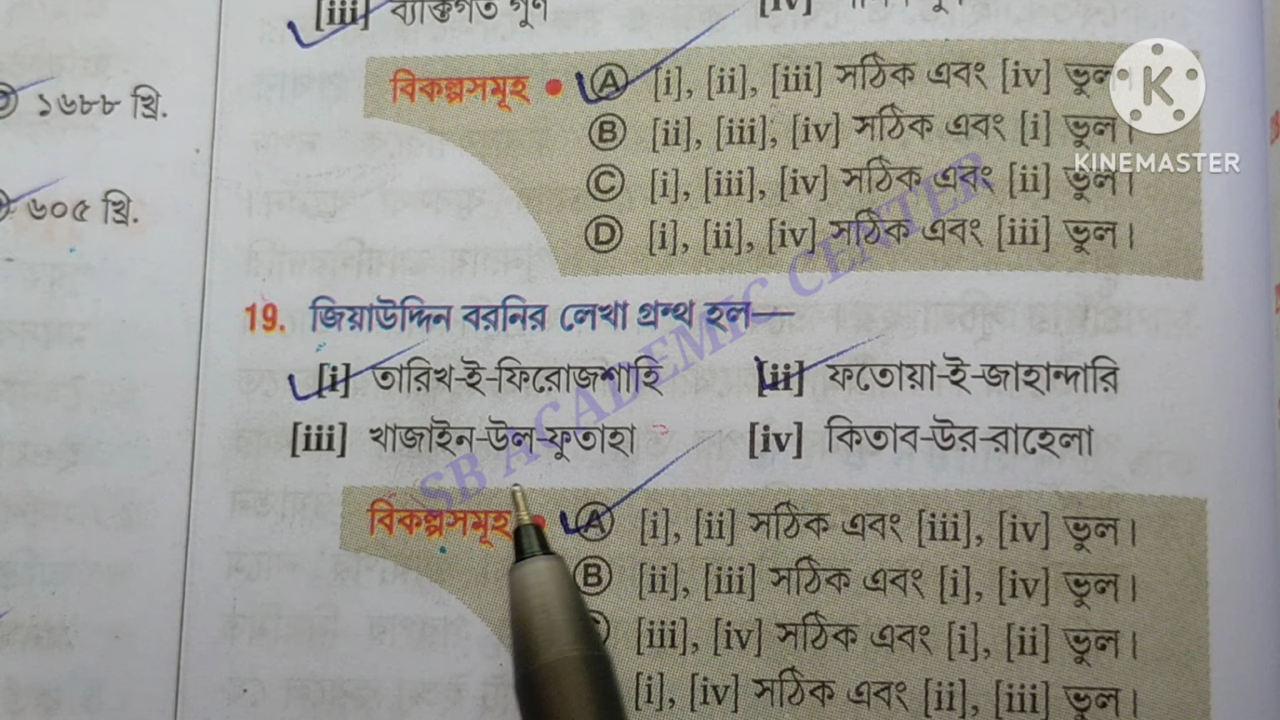 [iii] ব্যক্তিগত গুণ [iv]
১৬৮৮ খ্রি.
৬০৫ খ্রি.
বিকল্পসমূহ • Ⓐ [i], [ii], [iii] সঠিক এবং [iv] ভুল।
Ⓑ [ii], [iii], [iv] সঠিক এবং [i] ভুল।
Ⓒ [i], [iii], [iv] সঠিক এবং [ii] ভুল।
Ⓓ [i], [ii], [iv] সঠিক এবং [iii] ভুল।
K
KINEMASTER
SB ACADEMIC CENTER
19. জিয়াউদ্দিন বরনির লেখা গ্রন্থ হল—
[i] তারিখ-ই-ফিরোজশাহি [ii] ফতোয়া-ই-জাহান্দারি
[iii] খাজাইন-উল-ফুতাহা [iv] কিতাব-উর-রাহেলা
বিকল্পসমূহ • Ⓐ [i], [ii] সঠিক এবং [iii], [iv] ভুল।
Ⓑ [ii], [iii] সঠিক এবং [i], [iv] ভুল।
[iii], [iv] সঠিক এবং [i], [ii] ভুল।
[i], [iv] সঠিক এবং [ii], [iii] ভুল।